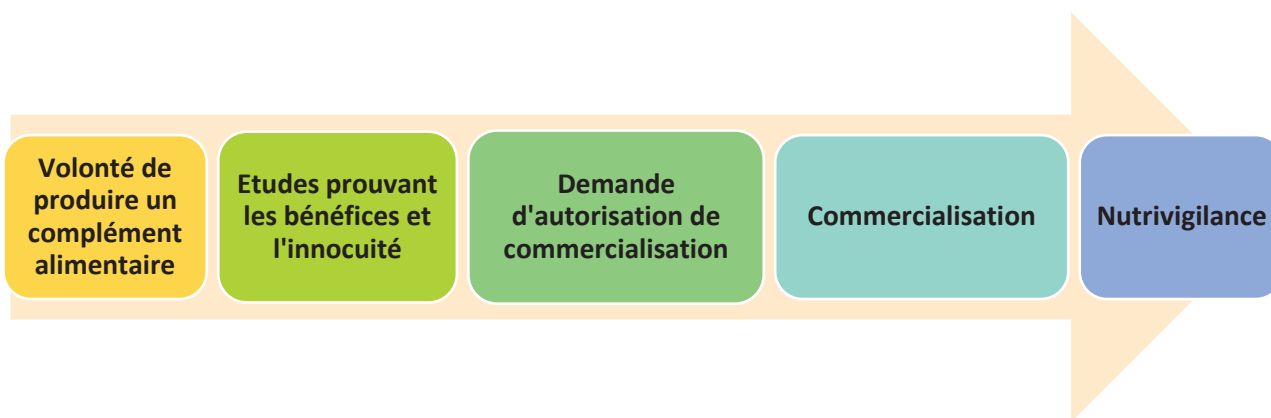 Volonté de
produire un
complément
alimentaire
Etudes prouvant
les bénéfices et
l'innocuité
Demande
d'autorisation de
commercialisation
Commercialisation
Nutrivigilance